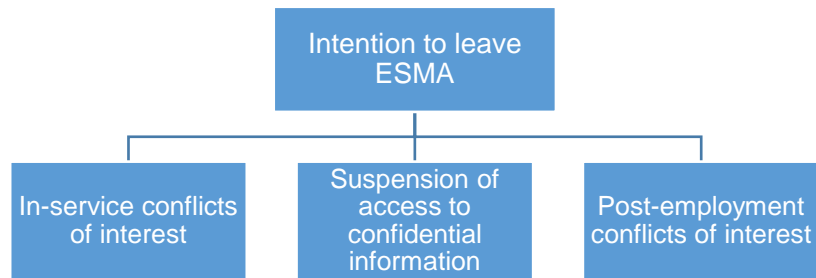 Intention to leave
ESMA
In-service conflicts
of interest
Suspension of
access to
confidential
information
Post-employment
conflicts of interest